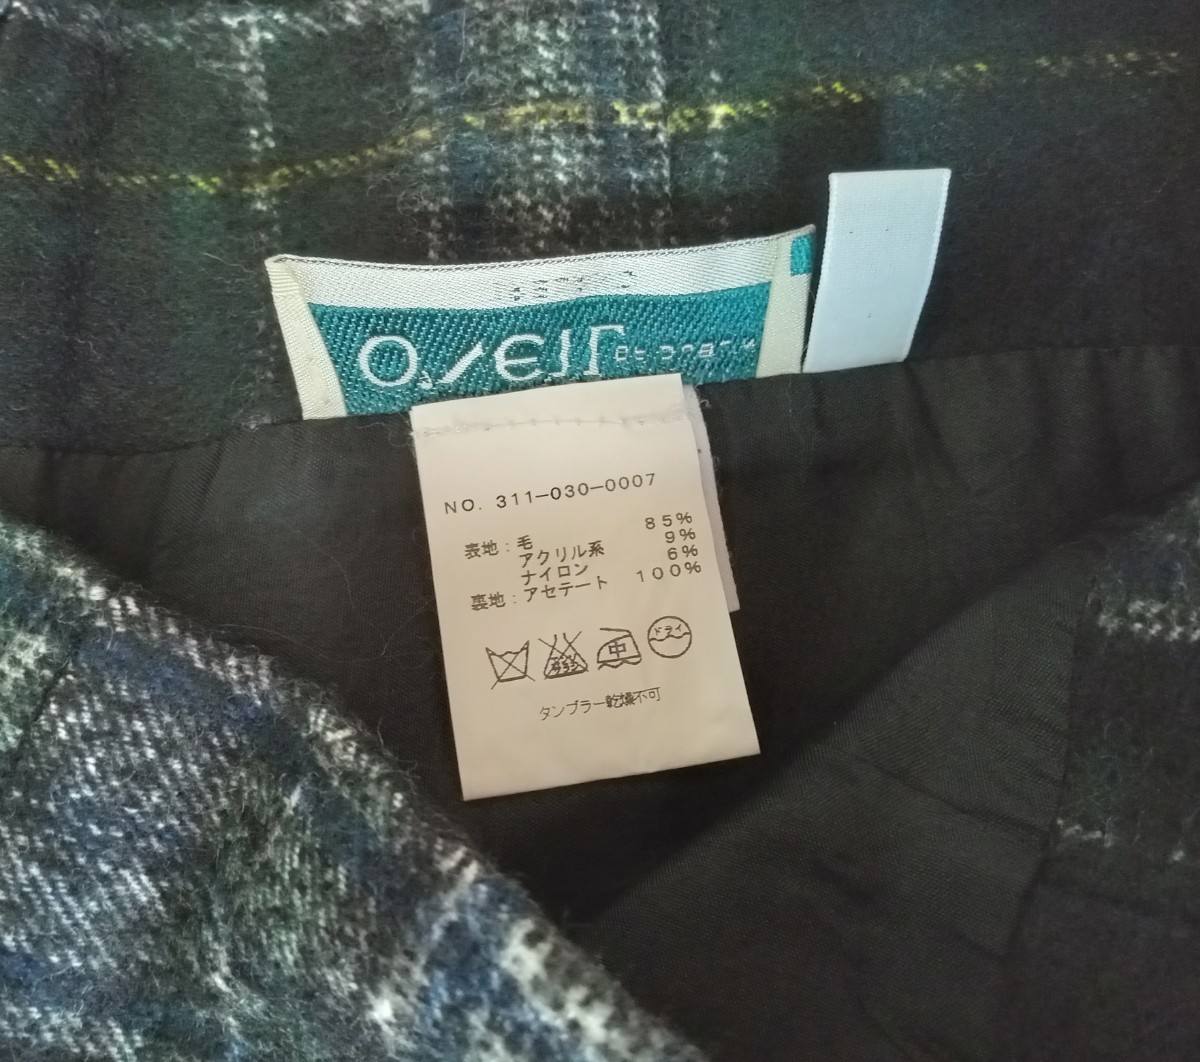 NO. 311-030-0007
表地：毛 85%
アクリル系 9%
ナイロン 6%
裏地：アセテート 100%
中
ドライ
タンブラー乾燥不可